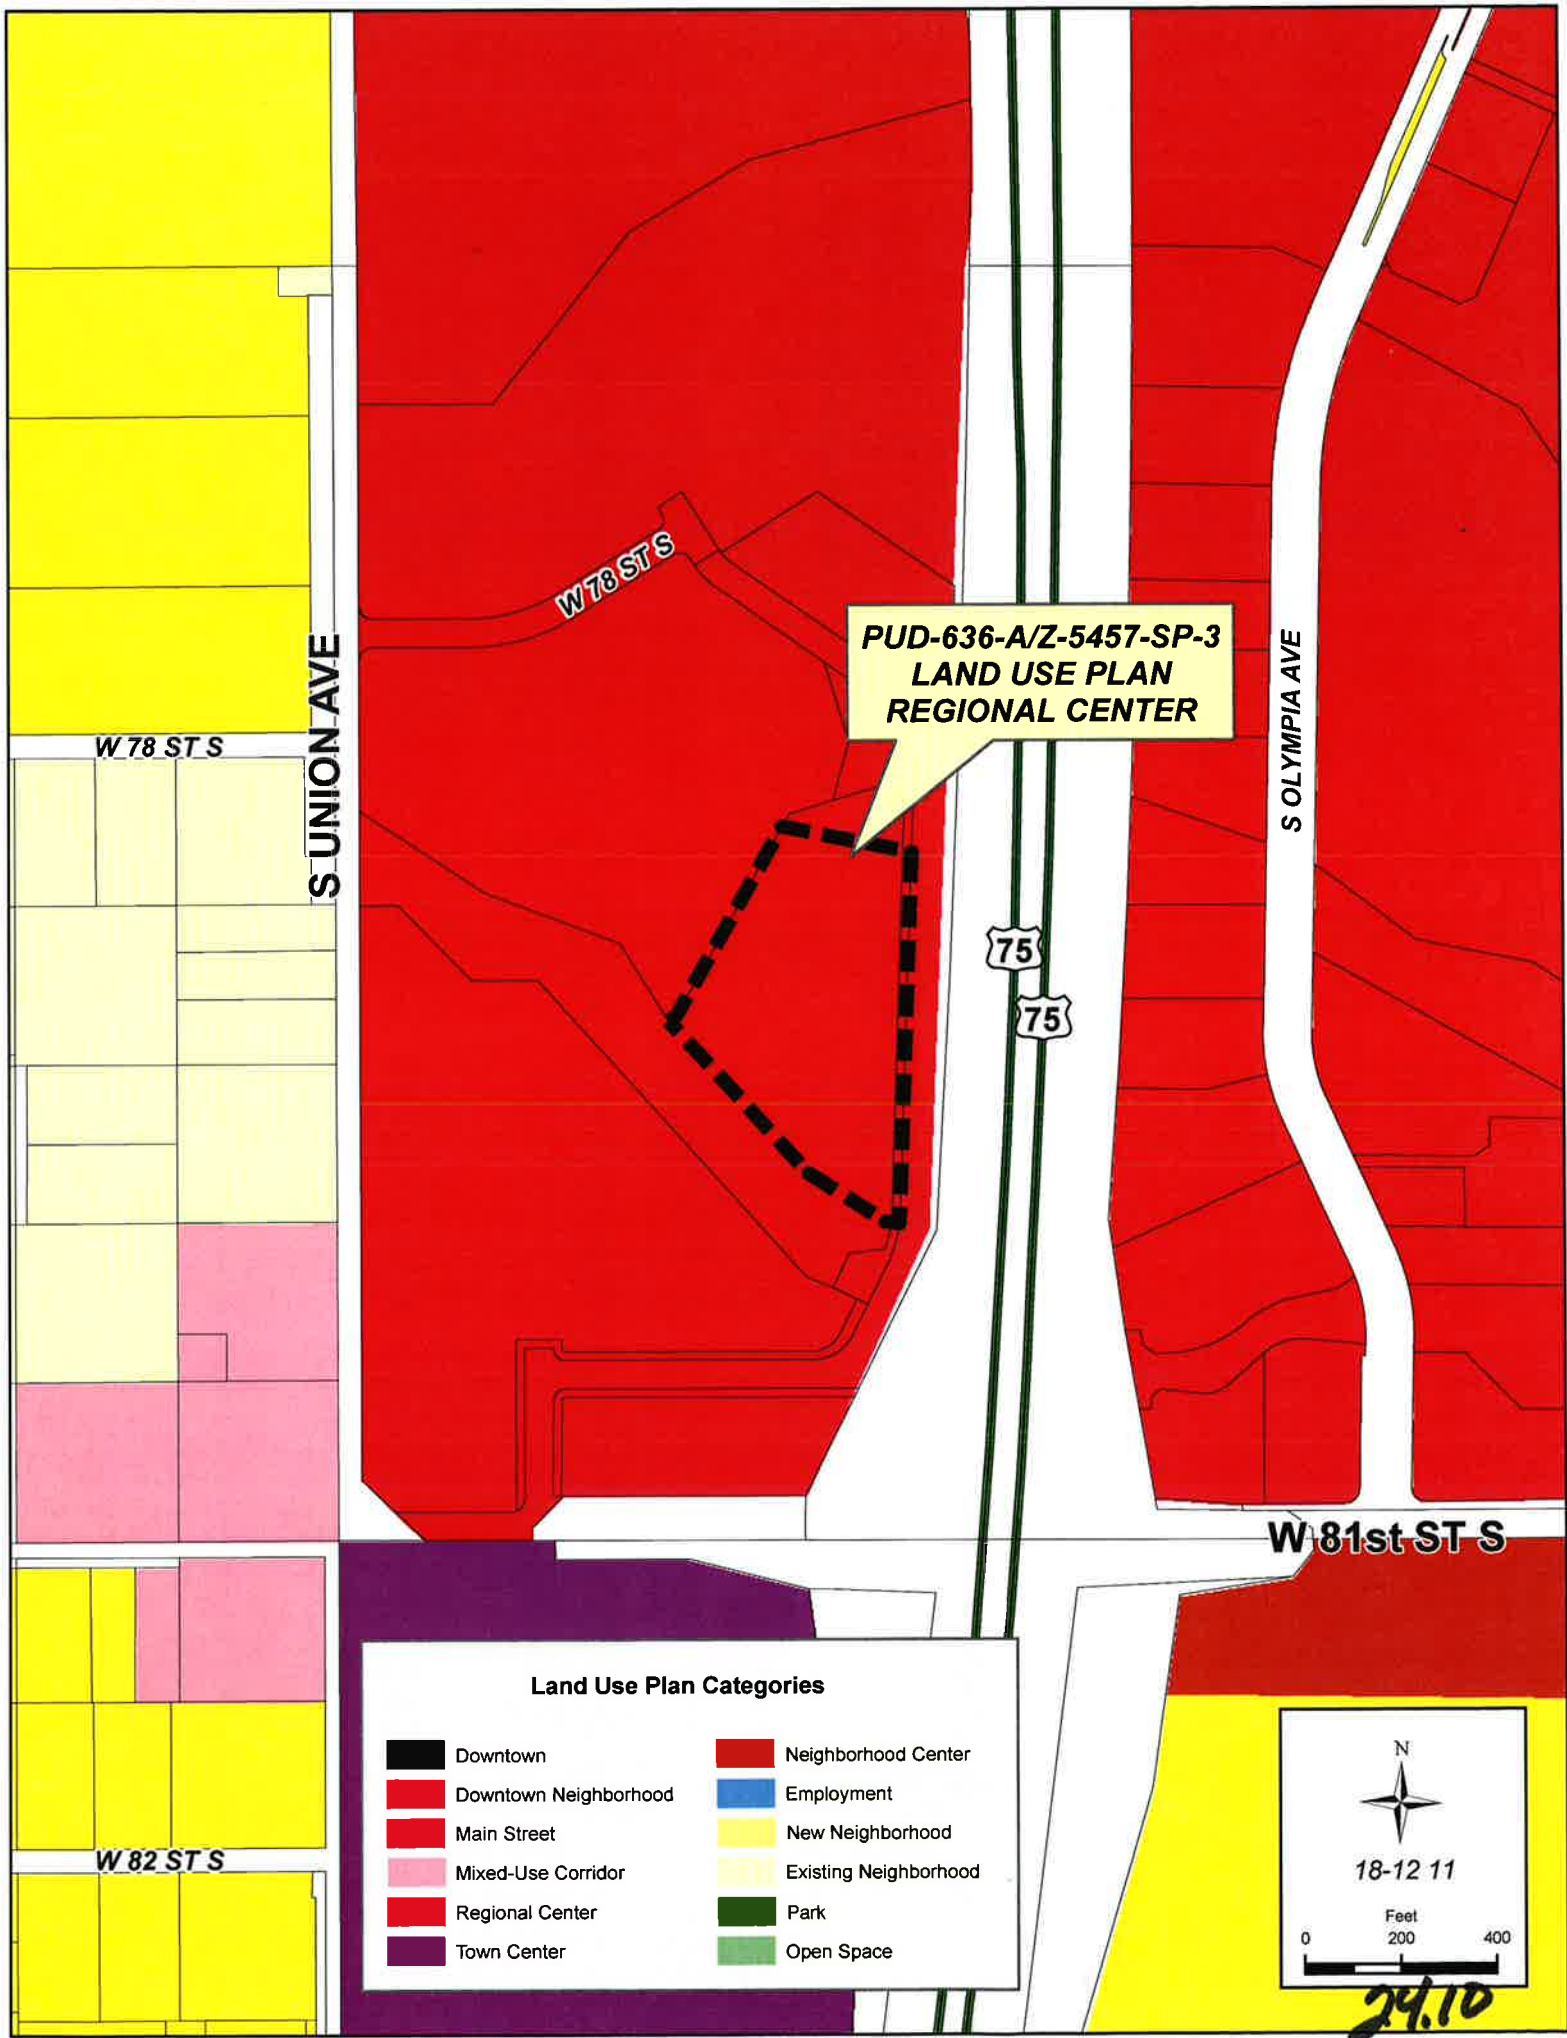 W 78 ST S
PUD-636-A/Z-5457-SP-3
LAND USE PLAN
REGIONAL CENTER
S UNION AVE
S OLYMPIA AVE
W 78 ST S
75
75
W 81st ST S
Land Use Plan Categories
Downtown
Downtown Neighborhood
Main Street
Mixed-Use Corridor
Regional Center
Town Center
Neighborhood Center
Employment
New Neighborhood
Existing Neighborhood
Park
Open Space
W 82 ST S
N
18-12 11
Feet
0 200 400
24.10